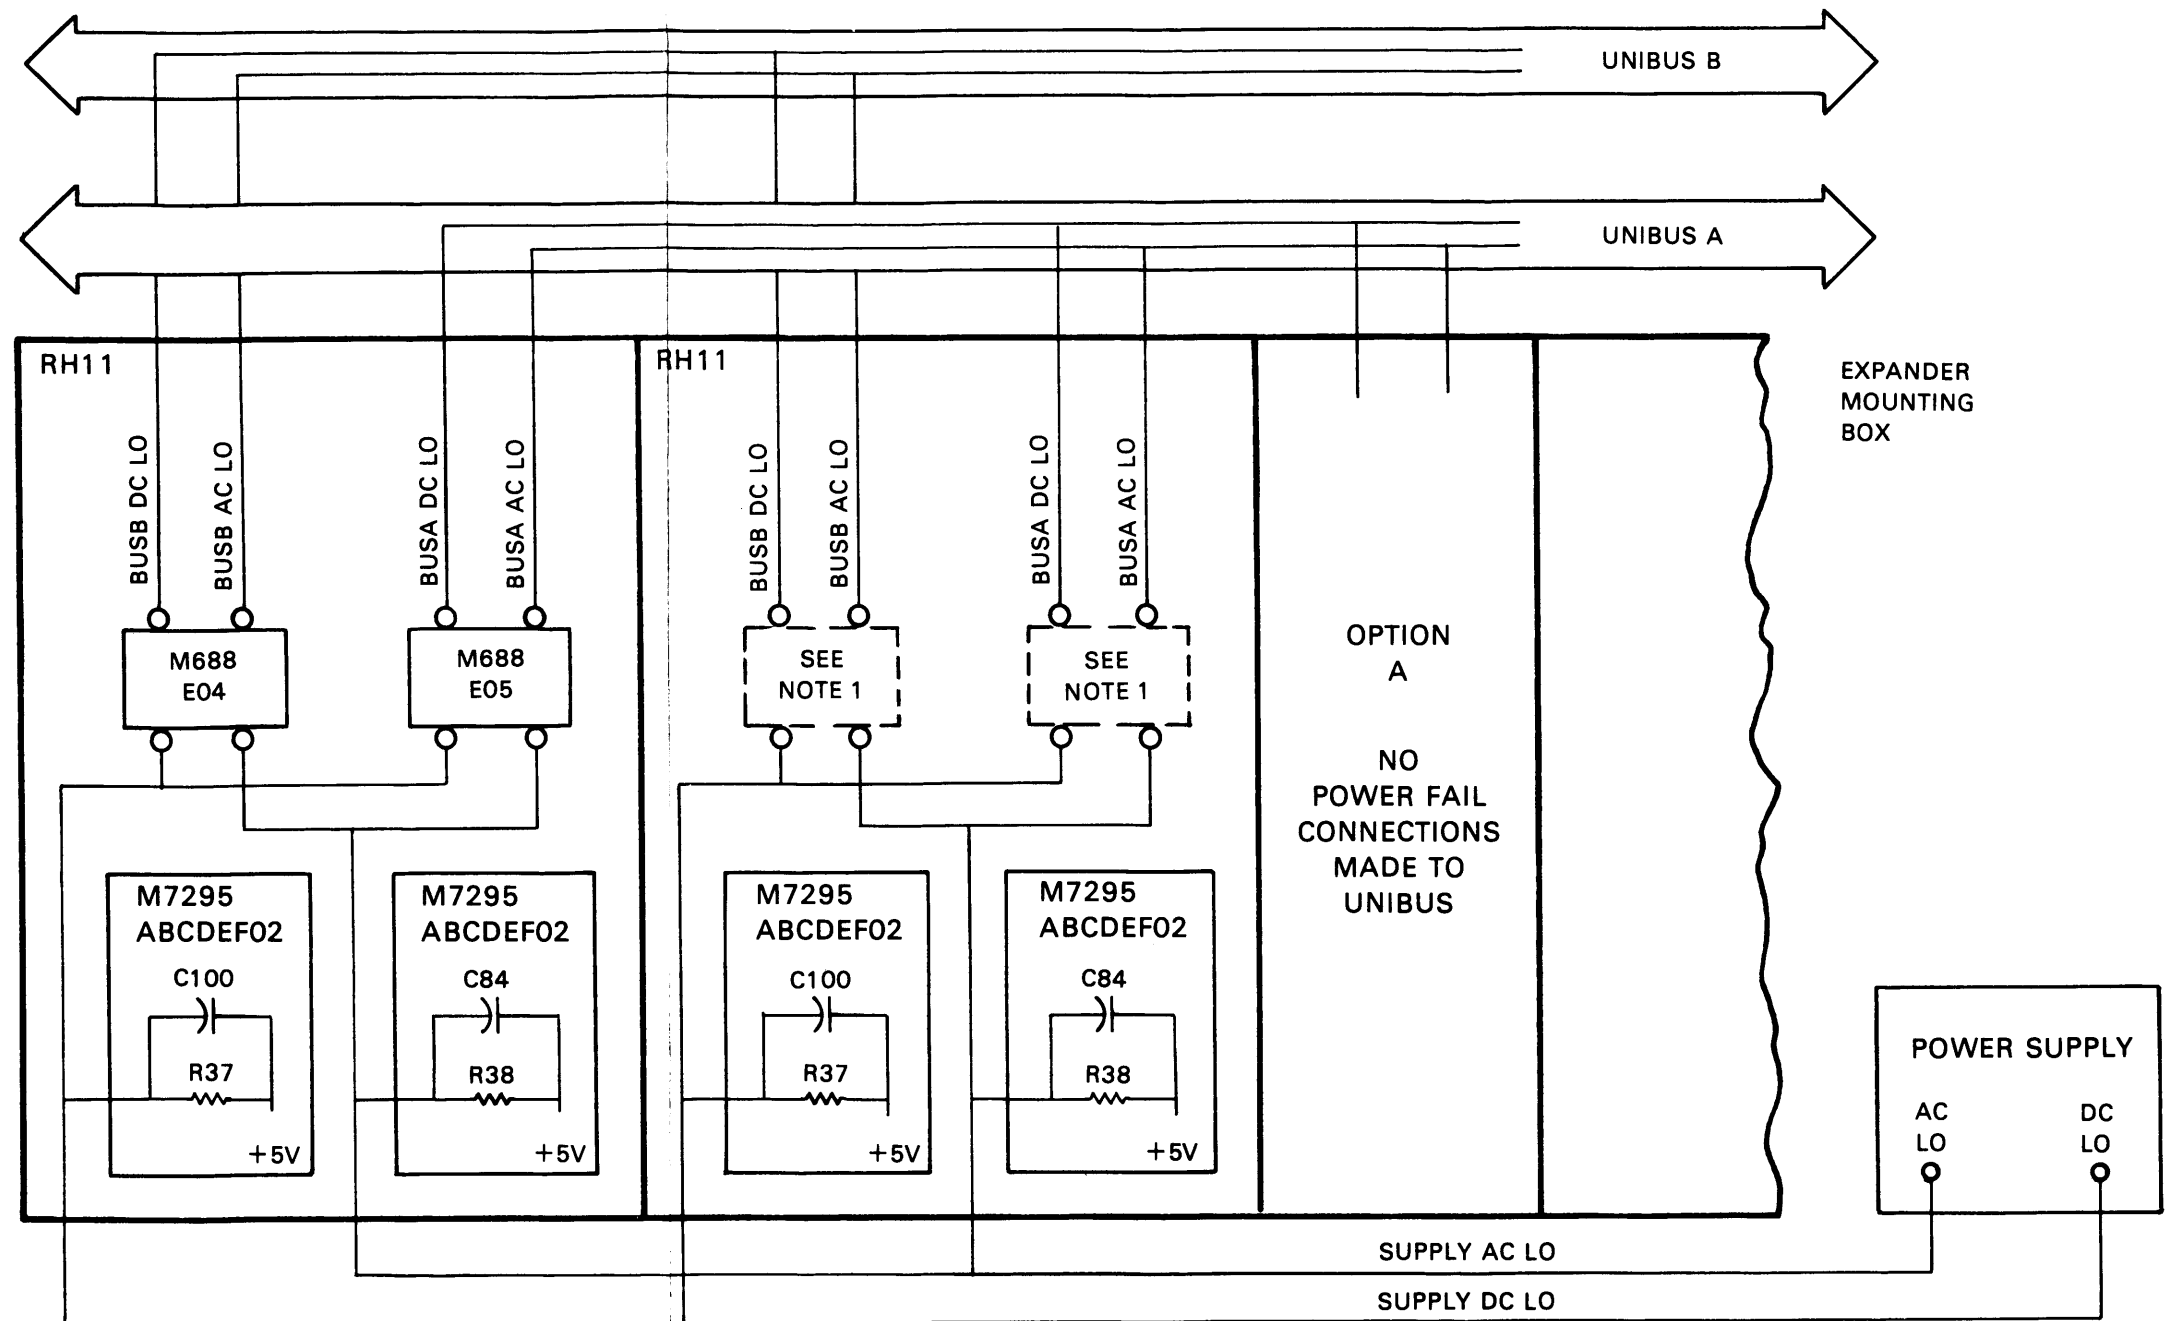 UNIBUS B
UNIBUS A
RH11
RH11
EXPANDER
MOUNTING
BOX
BUSB DC LO
BUSB AC LO
BUSA DC LO
BUSA AC LO
BUSB DC LO
BUSB AC LO
BUSA DC LO
BUSA AC LO
M688
E04
M688
E05
SEE
NOTE 1
SEE
NOTE 1
OPTION
A
NO
POWER FAIL
CONNECTIONS
MADE TO
UNIBUS
M7295
ABCDEF02
C100
R37
+5V
M7295
ABCDEF02
C84
R38
+5V
M7295
ABCDEF02
C100
R37
+5V
M7295
ABCDEF02
C84
R38
+5V
POWER SUPPLY
AC
LO
DC
LO
SUPPLY AC LO
SUPPLY DC LO